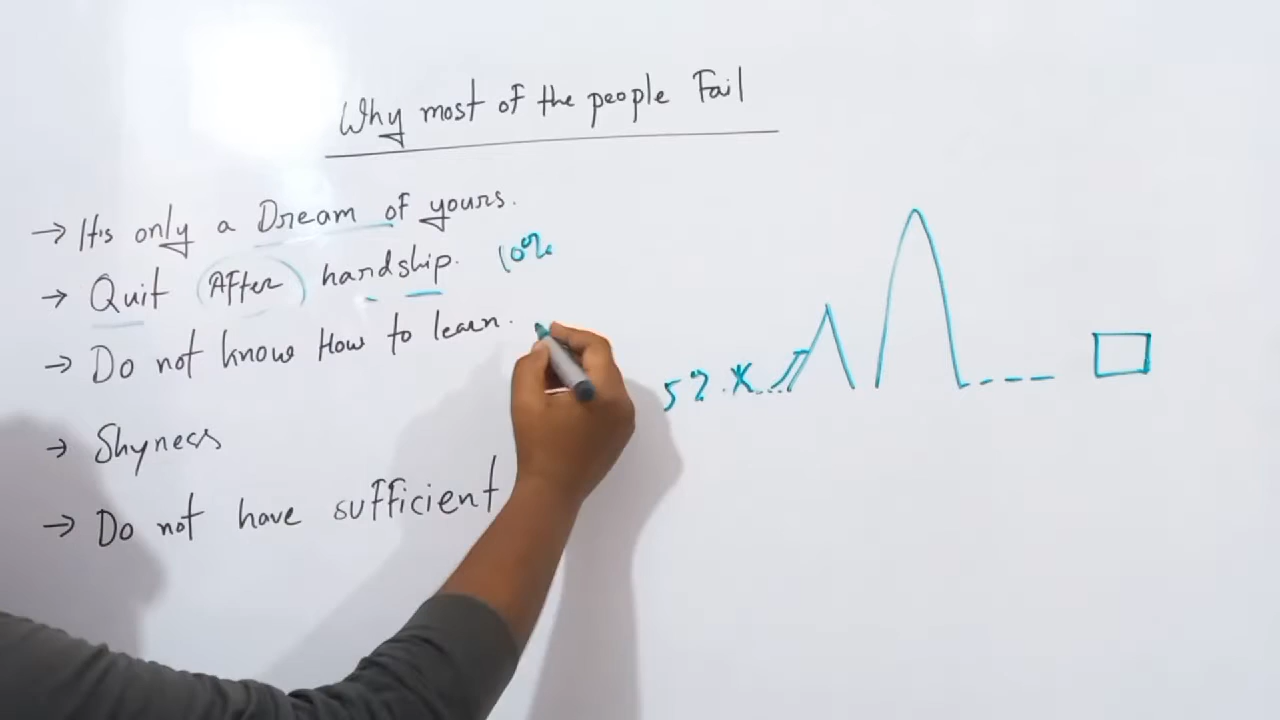 Why most of the people Fail
→ It's only a Dream of yours.
→ Quit After hardship. 10%
→ Do not know How to learn.
5%
→ Shyness
→ Do not have sufficient